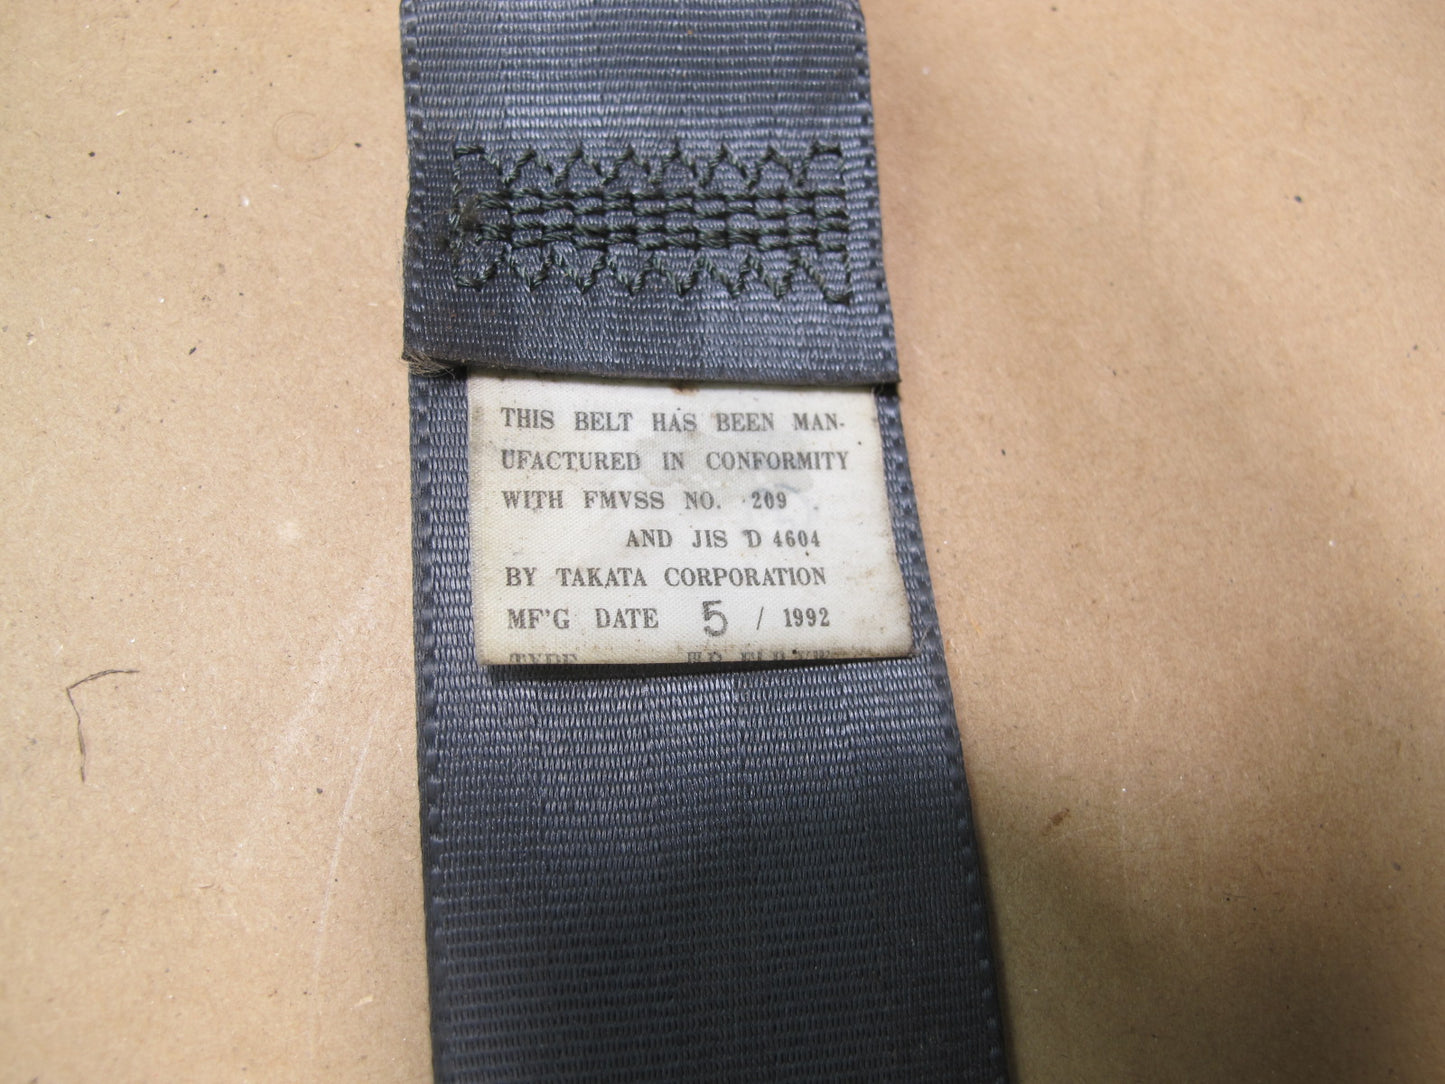 THIS BELT HAS BEEN MAN-
UFACTURED IN CONFORMITY
WITH FMVSS NO. 209
AND JIS D 4604
BY TAKATA CORPORATION
MF'G DATE 5 / 1992
TYPE